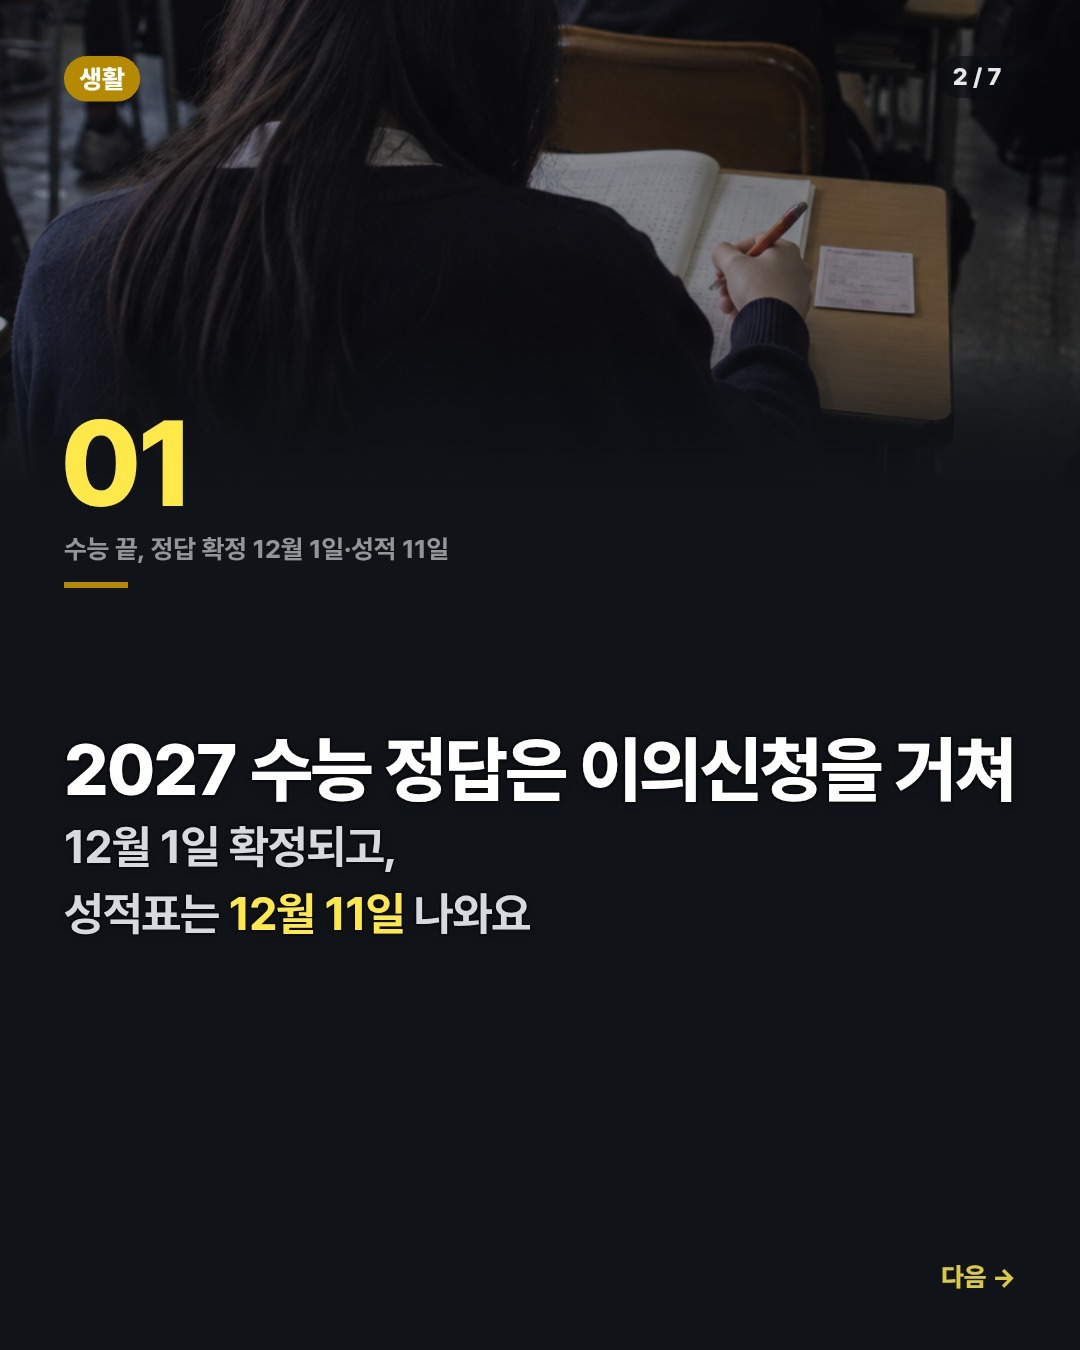 생활
2 / 7
01
수능 끝, 정답 확정 12월 1일·성적 11일
2027 수능 정답은 이의신청을 거쳐
12월 1일 확정되고,
성적표는 12월 11일 나와요
다음 →